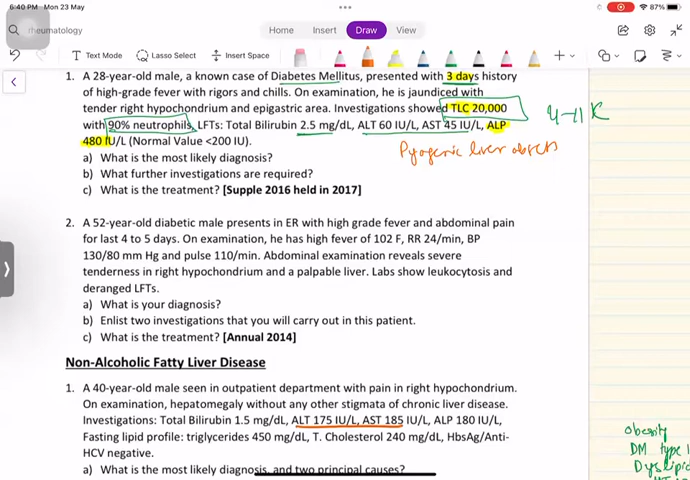 6:40 PM Mon 23 May
87%
rheumatology
Home Insert Draw View
Text Mode Lasso Select Insert Space
1. A 28-year-old male, a known case of Diabetes Mellitus, presented with 3 days history
of high-grade fever with rigors and chills. On examination, he is jaundiced with
tender right hypochondrium and epigastric area. Investigations showed TLC 20,000
with 90% neutrophils, LFTs: Total Bilirubin 2.5 mg/dL, ALT 60 IU/L, AST 45 IU/L, ALP
480 IU/L (Normal Value <200 IU).
4-11 K
Pyogenic liver
a) What is the most likely diagnosis?
b) What further investigations are required?
c) What is the treatment? [Supple 2016 held in 2017]
2. A 52-year-old diabetic male presents in ER with high grade fever and abdominal pain
for last 4 to 5 days. On examination, he has high fever of 102 F, RR 24/min, BP
130/80 mm Hg and pulse 110/min. Abdominal examination reveals severe
tenderness in right hypochondrium and a palpable liver. Labs show leukocytosis and
deranged LFTs.
a) What is your diagnosis?
b) Enlist two investigations that you will carry out in this patient.
c) What is the treatment? [Annual 2014]
Non-Alcoholic Fatty Liver Disease
1. A 40-year-old male seen in outpatient department with pain in right hypochondrium.
On examination, hepatomegaly without any other stigmata of chronic liver disease.
Investigations: Total Bilirubin 1.5 mg/dL, ALT 175 IU/L, AST 185 IU/L, ALP 180 IU/L,
Fasting lipid profile: triglycerides 450 mg/dL, T. Cholesterol 240 mg/dL, HbsAg/Anti-
HCV negative.
a) What is the most likely diagnosis, and two principal causes?
obesity
DM type
Dyslipid